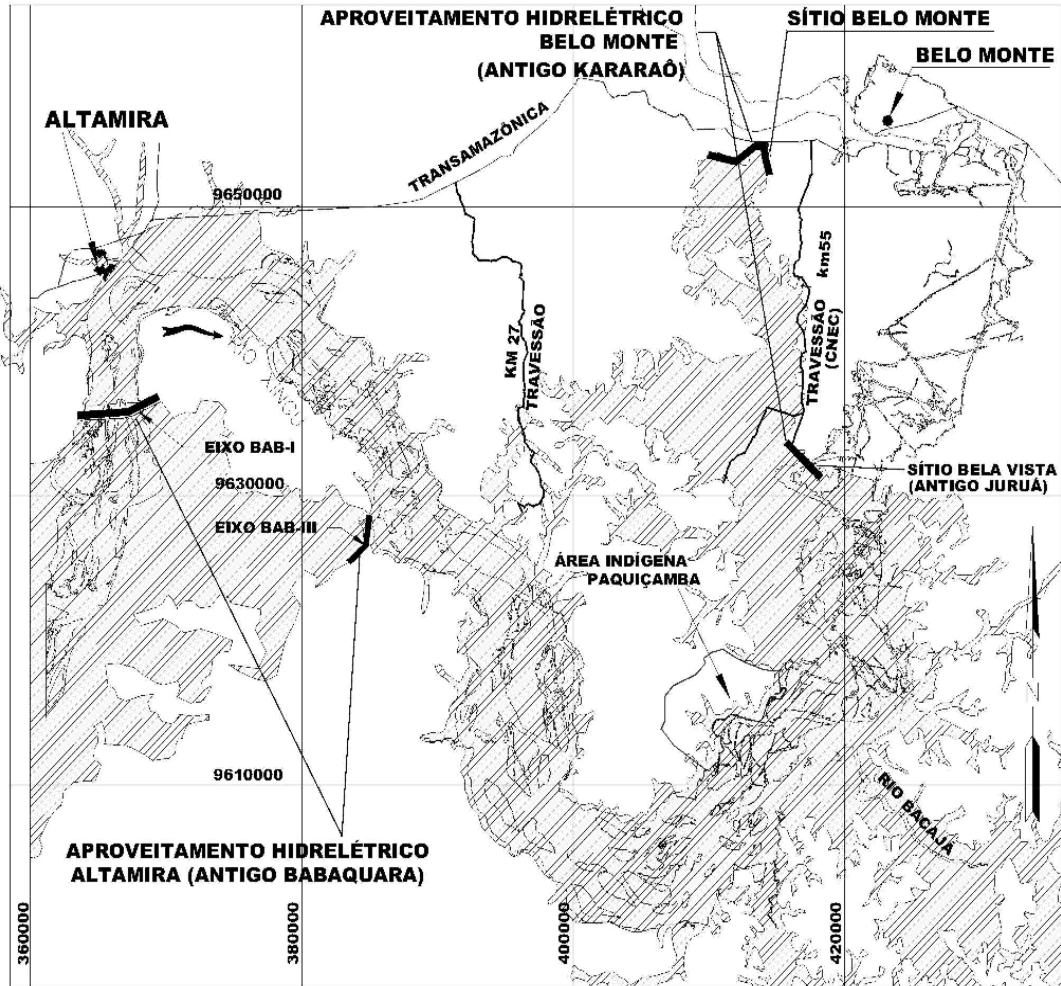 APROVEITAMENTO HIDRELÉTRICO
BELO MONTE
(ANTIGO KARARAÔ)
SÍTIO BELO MONTE
BELO MONTE
ALTAMIRA
TRANSAMAZÔNICA
9650000
km55
TRAVESSÃO
(CNEC)
KM 27
TRAVESSÃO
EIXO BAB-I
SÍTIO BELA VISTA
(ANTIGO JURUÁ)
9630000
EIXO BAB-III
ÁREA INDÍGENA
PAQUIÇAMBA
N
9610000
RIO BACAJÁ
APROVEITAMENTO HIDRELÉTRICO
ALTAMIRA (ANTIGO BABAQUARA)
360000
380000
400000
420000